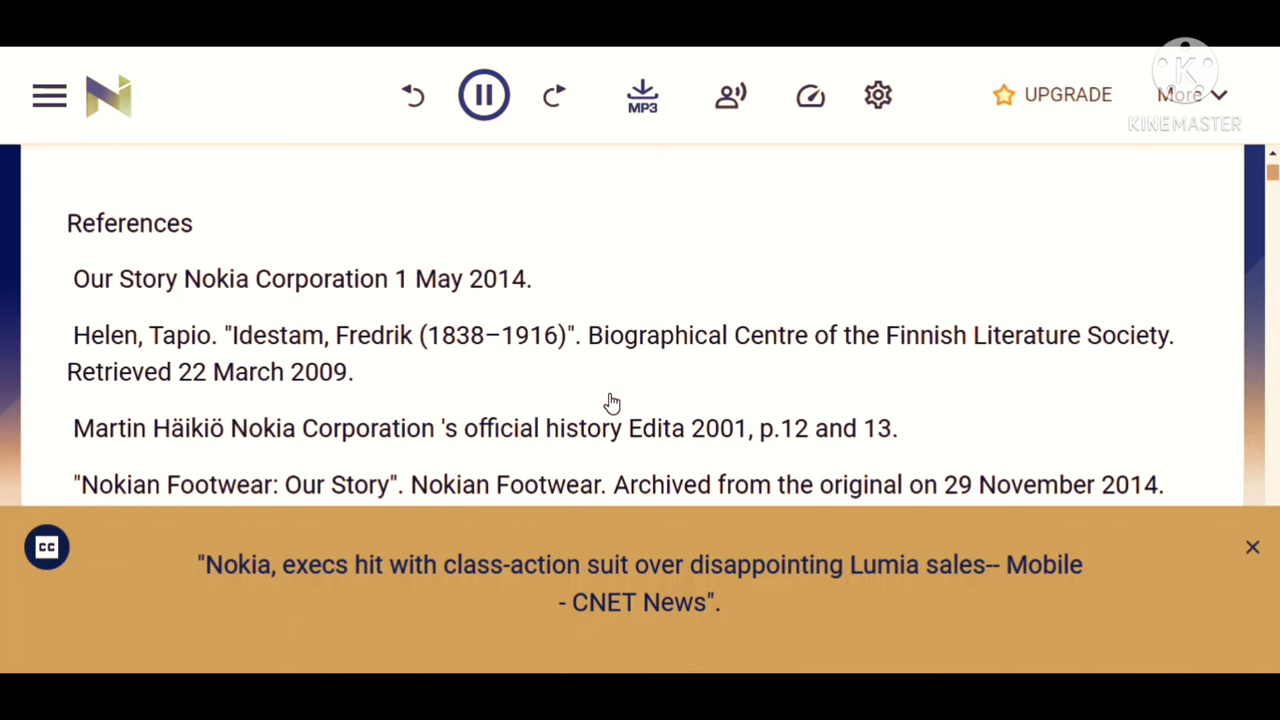 MP3
UPGRADE
More
K
KINEMASTER
References
Our Story Nokia Corporation 1 May 2014.
Helen, Tapio. "Idestam, Fredrik (1838–1916)". Biographical Centre of the Finnish Literature Society.
Retrieved 22 March 2009.
Martin Häikiö Nokia Corporation 's official history Edita 2001, p.12 and 13.
"Nokian Footwear: Our Story". Nokian Footwear. Archived from the original on 29 November 2014.
CC
"Nokia, execs hit with class-action suit over disappointing Lumia sales-- Mobile
- CNET News".